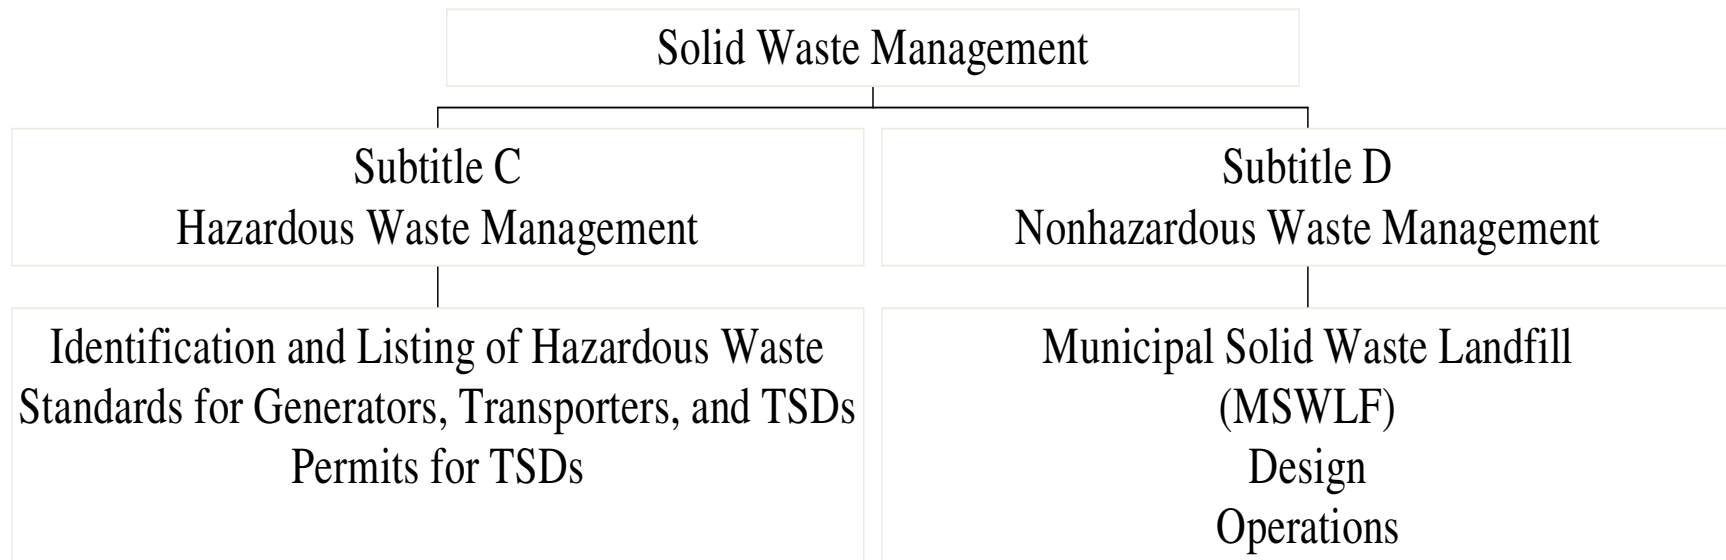 Solid Waste Management
Subtitle C
Hazardous Waste Management
Subtitle D
Nonhazardous Waste Management
Identification and Listing of Hazardous Waste
Standards for Generators, Transporters, and TSDs
Permits for TSDs
Municipal Solid Waste Landfill
(MSWLF)
Design
Operations